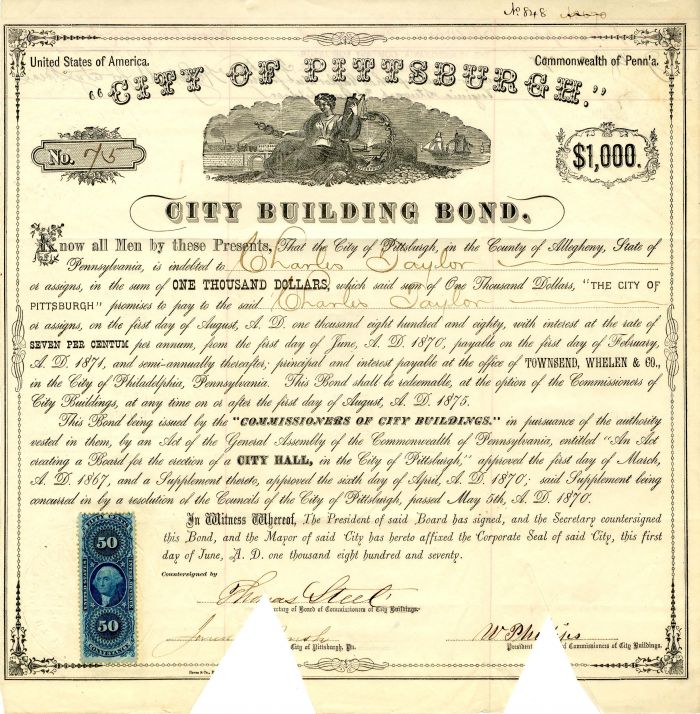 No 848
United States of America.
Commonwealth of Penn'a.
"CITY OF PITTSBURGH."
No. 75
$1,000.
CITY BUILDING BOND.
Know all Men by these Presents, That the City of Pittsburgh, in the County of Allegheny, State of
Pennsylvania, is indebted to Charles Taylor
or assigns, in the sum of ONE THOUSAND DOLLARS, which said sum of One Thousand Dollars, "THE CITY OF
PITTSBURGH" promises to pay to the said Charles Taylor
or assigns, on the first day of August, A. D. one thousand eight hundred and eighty, with interest at the rate of
SEVEN PER CENTUM per annum, from the first day of June, A. D. 1870, payable on the first day of February,
A. D. 1871, and semi-annually thereafter; principal and interest payable at the office of TOWNSEND, WHELEN & CO.,
in the City of Philadelphia, Pennsylvania. This Bond shall be redeemable, at the option of the Commissioners of
City Buildings, at any time on or after the first day of August, A. D. 1875.
This Bond being issued by the "COMMISSIONERS OF CITY BUILDINGS," in pursuance of the authority
vested in them, by an Act of the General Assembly of the Commonwealth of Pennsylvania, entitled "An Act
creating a Board for the erection of a CITY HALL, in the City of Pittsburgh," approved the first day of March,
A. D. 1867, and a Supplement thereto, approved the sixth day of April, A. D. 1870; said Supplement being
concurred in by a resolution of the Councils of the City of Pittsburgh, passed May 5th, A. D. 1870.
In Witness Whereof, The President of said Board has signed, and the Secretary countersigned
this Bond, and the Mayor of said City has hereto affixed the Corporate Seal of said City, this first
day of June, A. D. one thousand eight hundred and seventy.
Countersigned by
50
50
CONVEYANCE
Thomas Steel
retary of Board of Commissioners of City Buildings.
W Phillips
City of Pittsburgh, Pa.
President
d Commissioners of City Buildings.